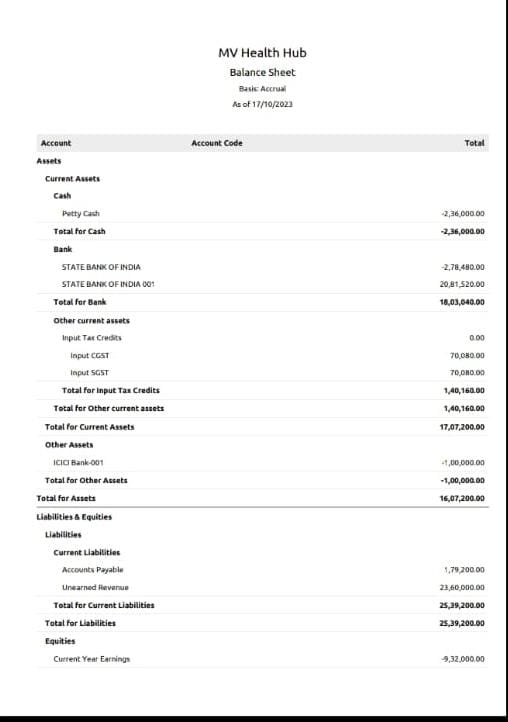 MV Health Hub
Balance Sheet
Basis: Accrual
As of 17/10/2023
Account Account Code Total
Assets
Current Assets
Cash
Petty Cash -2,36,000.00
Total for Cash -2,36,000.00
Bank
STATE BANK OF INDIA -2,78,480.00
STATE BANK OF INDIA 001 20,81,520.00
Total for Bank 18,03,040.00
Other current assets
Input Tax Credits 0.00
Input CGST 70,080.00
Input SGST 70,080.00
Total for Input Tax Credits 1,40,160.00
Total for Other current assets 1,40,160.00
Total for Current Assets 17,07,200.00
Other Assets
ICICI Bank-001 -1,00,000.00
Total for Other Assets -1,00,000.00
Total for Assets 16,07,200.00
Liabilities & Equities
Liabilities
Current Liabilities
Accounts Payable 1,79,200.00
Unearned Revenue 23,60,000.00
Total for Current Liabilities 25,39,200.00
Total for Liabilities 25,39,200.00
Equities
Current Year Earnings -9,32,000.00